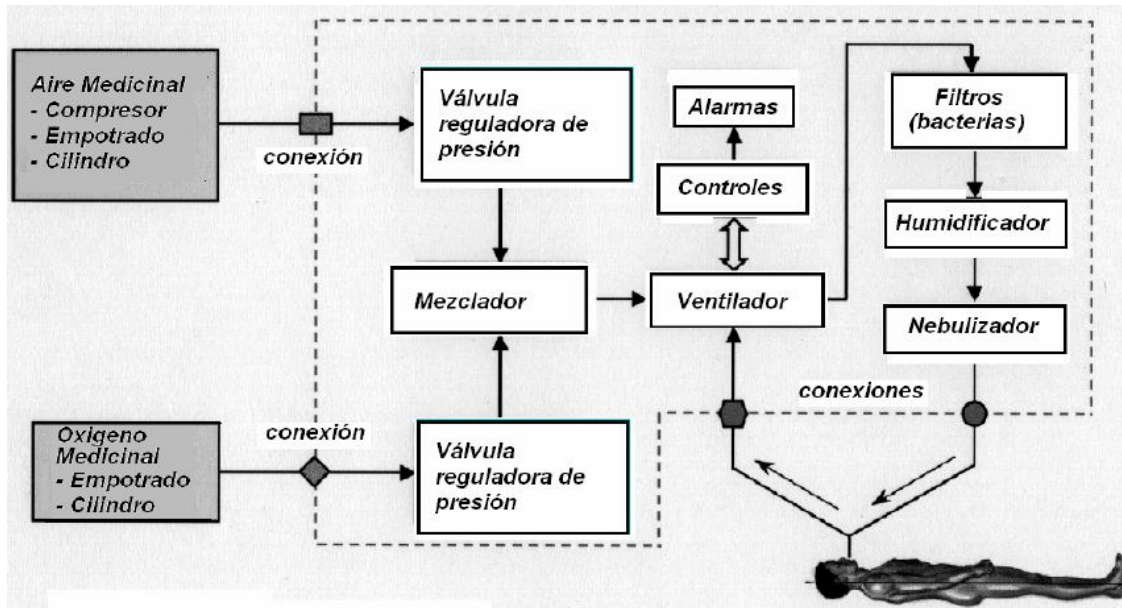 Aire Medicinal
- Compresor
- Empotrado
- Cilindro
conexión
Válvula
reguladora de
presión
Alarmas
Controles
Filtros
(bacterias)
Humidificador
Mezclador
Ventilador
Nebulizador
conexiones
Oxigeno
Medicinal
- Empotrado
- Cilindro
conexión
Válvula
reguladora de
presión